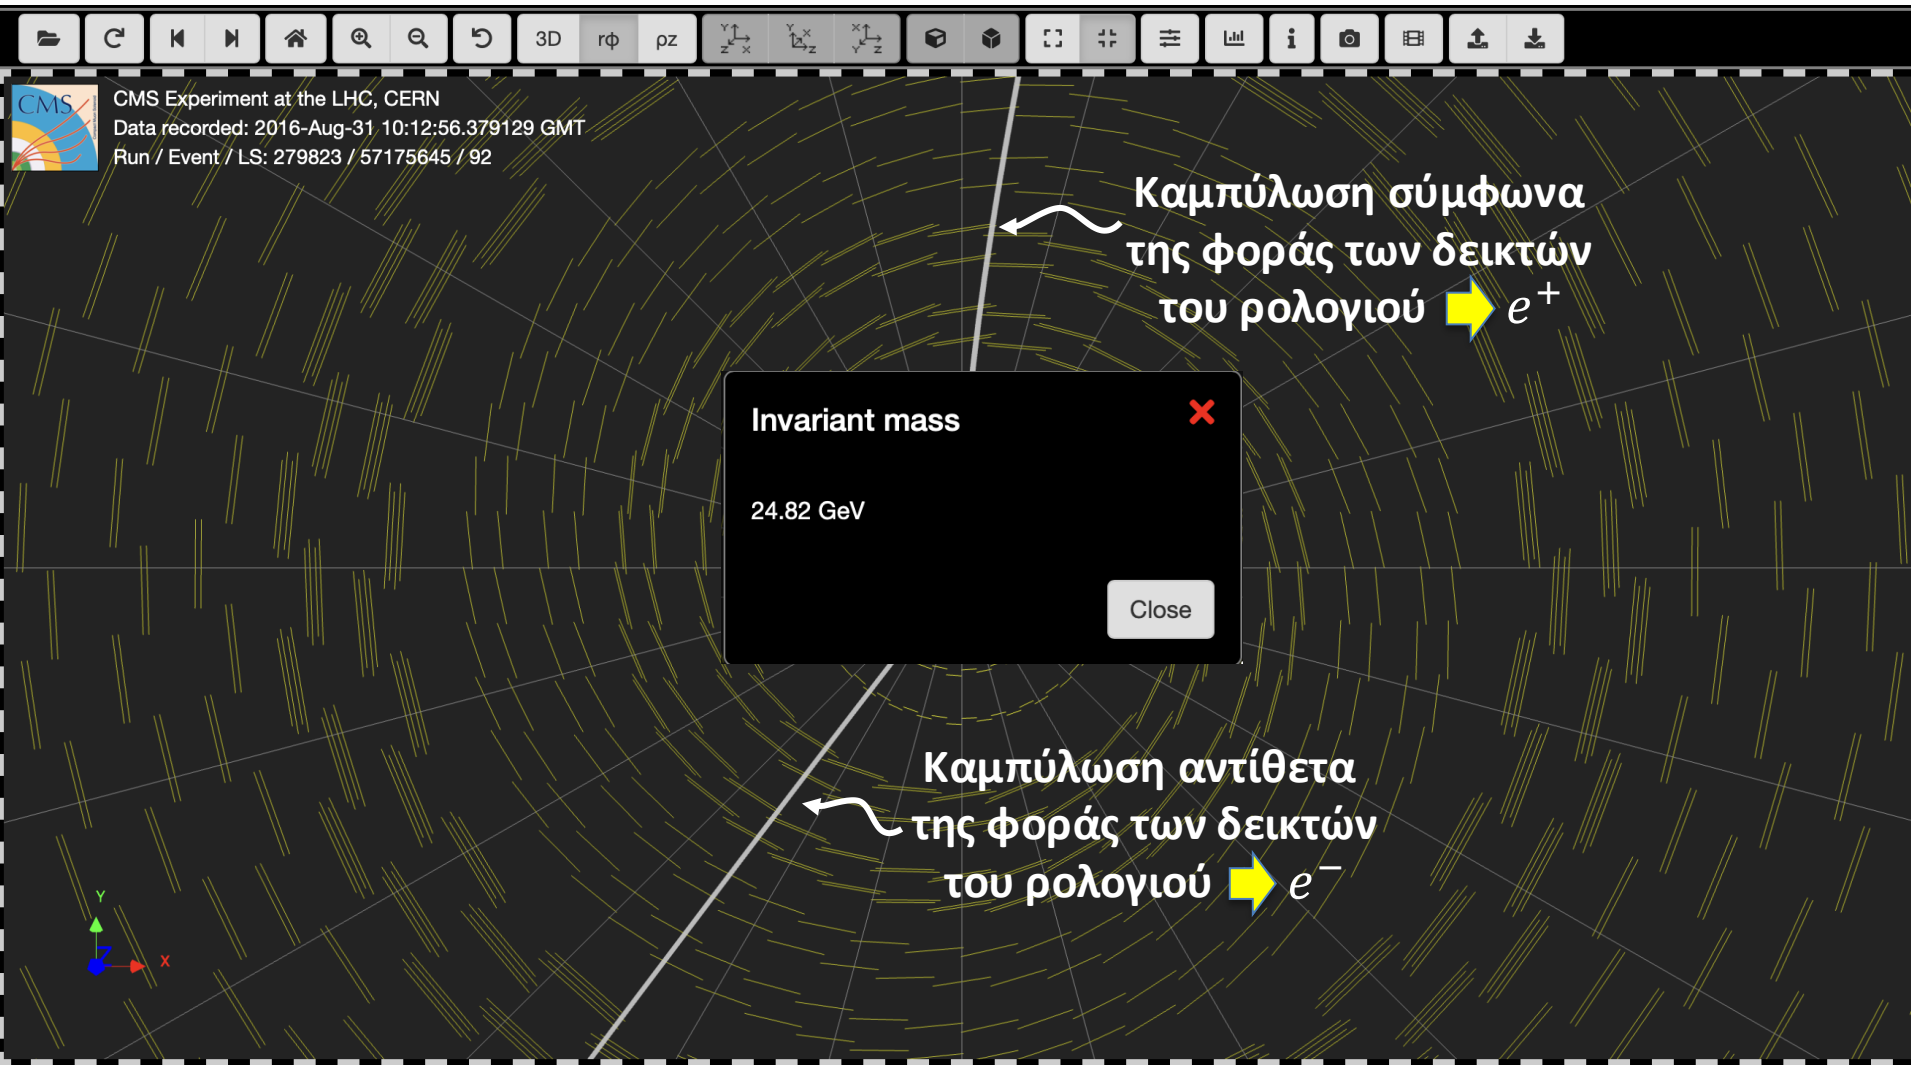 3D rφ ρz
CMS
CMS Experiment at the LHC, CERN
Data recorded: 2016-Aug-31 10:12:56.379129 GMT
Run / Event / LS: 279823 / 57175645 / 92
Καμπύλωση σύμφωνα
της φοράς των δεικτών
του ρολογιού e⁺
Invariant mass
24.82 GeV
Close
Καμπύλωση αντίθετα
της φοράς των δεικτών
του ρολογιού e⁻
Y
Z
X